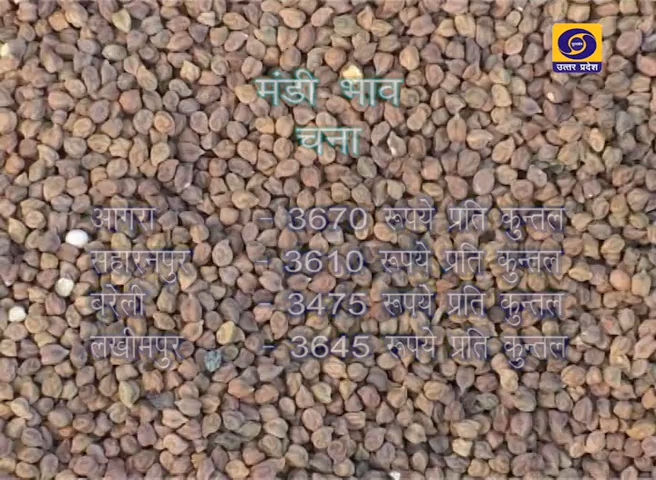 उत्तर प्रदेश
मंडी भाव
चना
आगरा - 3670 रूपये प्रति कुन्तल
सहारनपुर - 3610 रूपये प्रति कुन्तल
बरेली - 3475 रूपये प्रति कुन्तल
लखीमपुर - 3645 रूपये प्रति कुन्तल